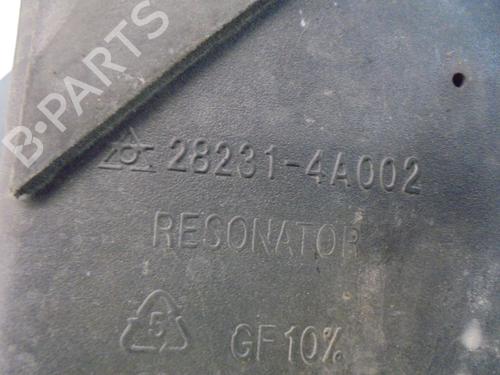 B-PARTS
28231-4A002
RESONATOR
5
GF10%